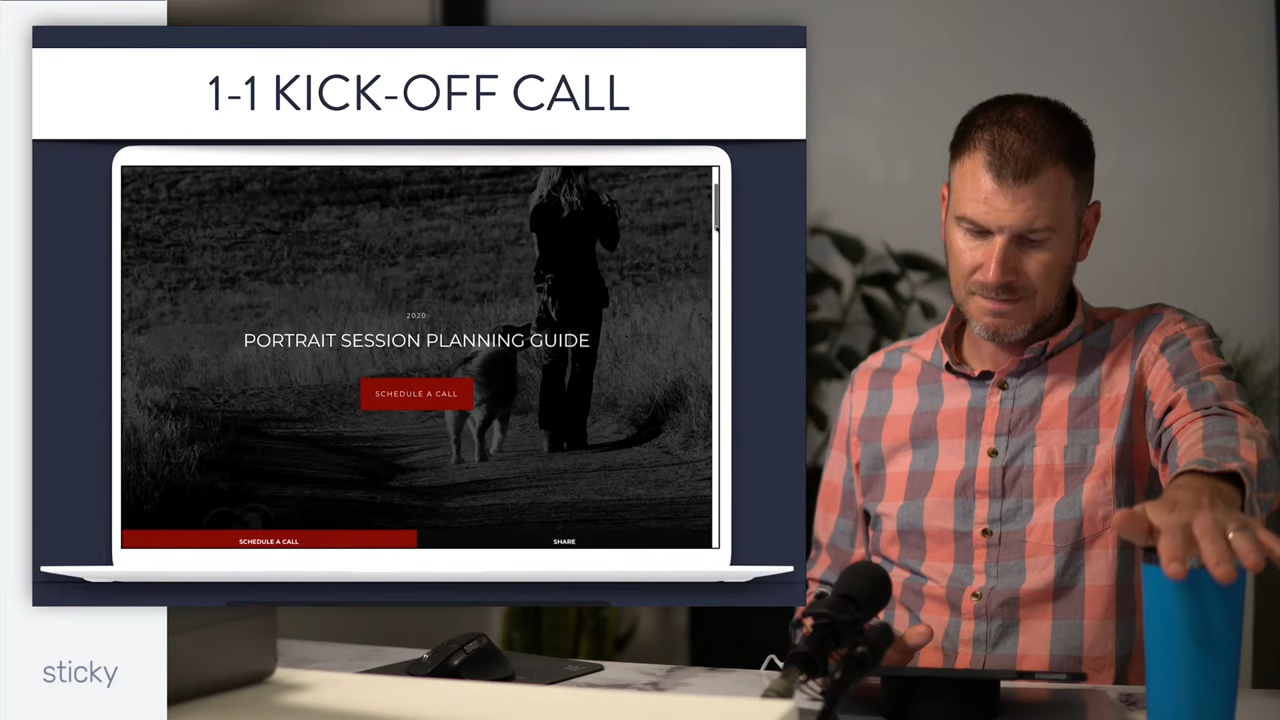 1-1 KICK-OFF CALL
2020
PORTRAIT SESSION PLANNING GUIDE
SCHEDULE A CALL
SCHEDULE A CALL
SHARE
sticky